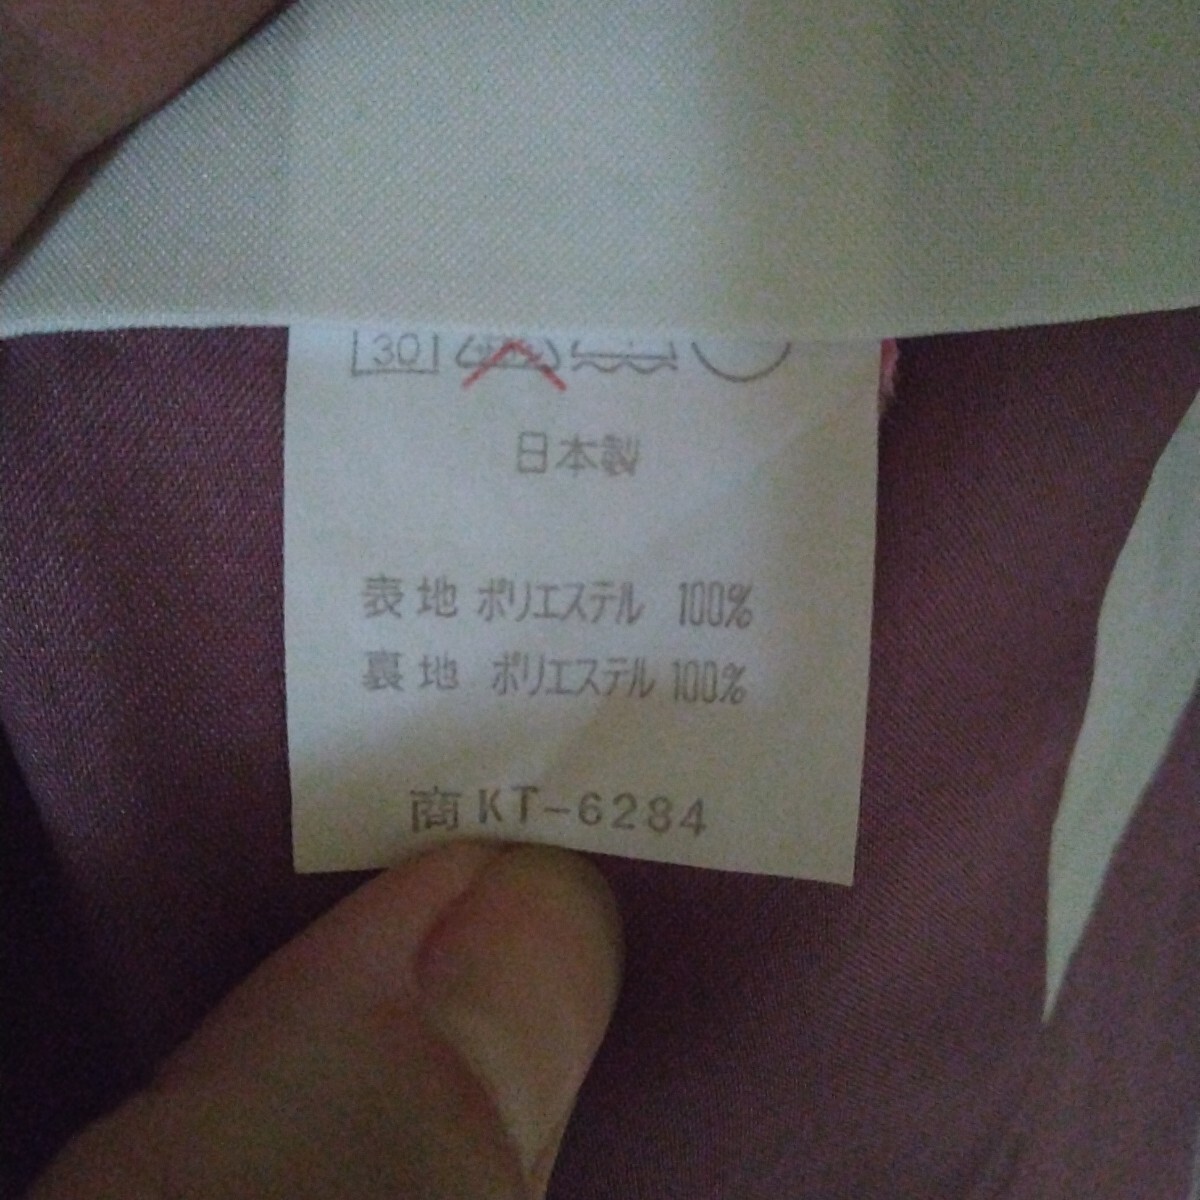 30
日本製
表地 ポリエステル 100%
裏地 ポリエステル 100%
商 KT-6284